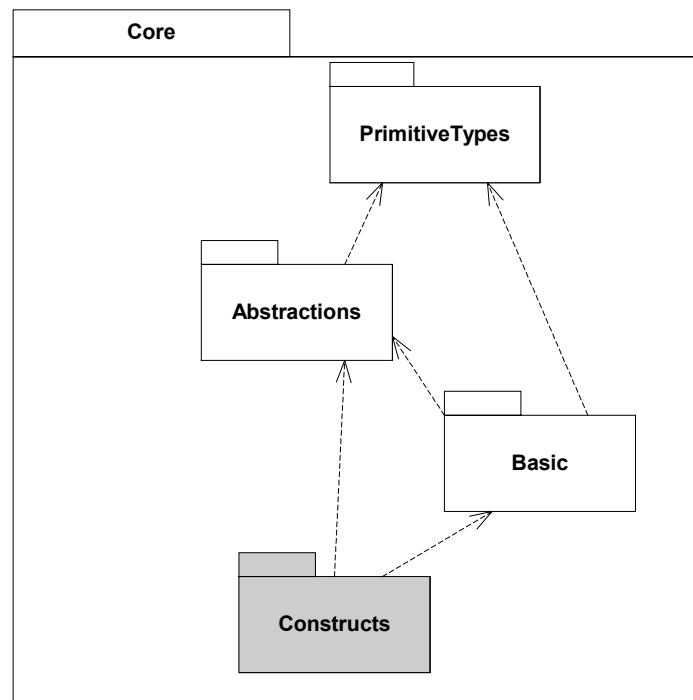 Core
PrimitiveTypes
Abstractions
Basic
Constructs